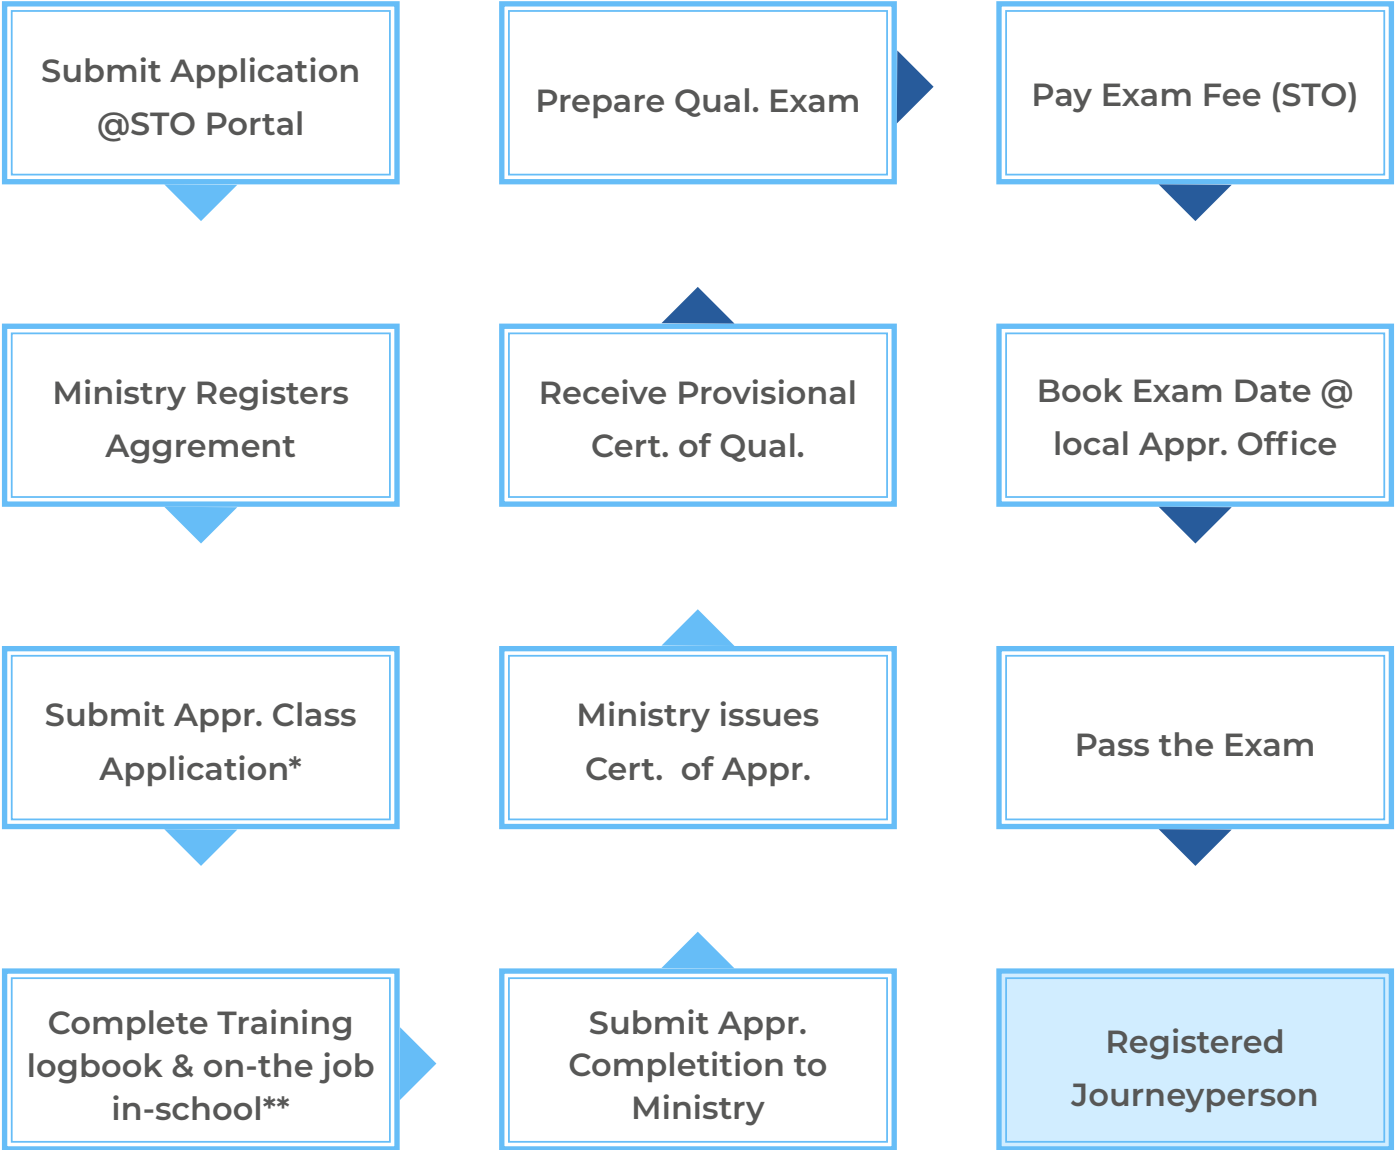 Submit Application
@STO Portal
Ministry Registers
Aggrement
Submit Appr. Class
Application*
Complete Training
logbook & on-the job
in-school**
Submit Appr.
Completition to
Ministry
Ministry issues
Cert. of Appr.
Receive Provisional
Cert. of Qual.
Prepare Qual. Exam
Pay Exam Fee (STO)
Book Exam Date @
local Appr. Office
Pass the Exam
Registered
Journeyperson